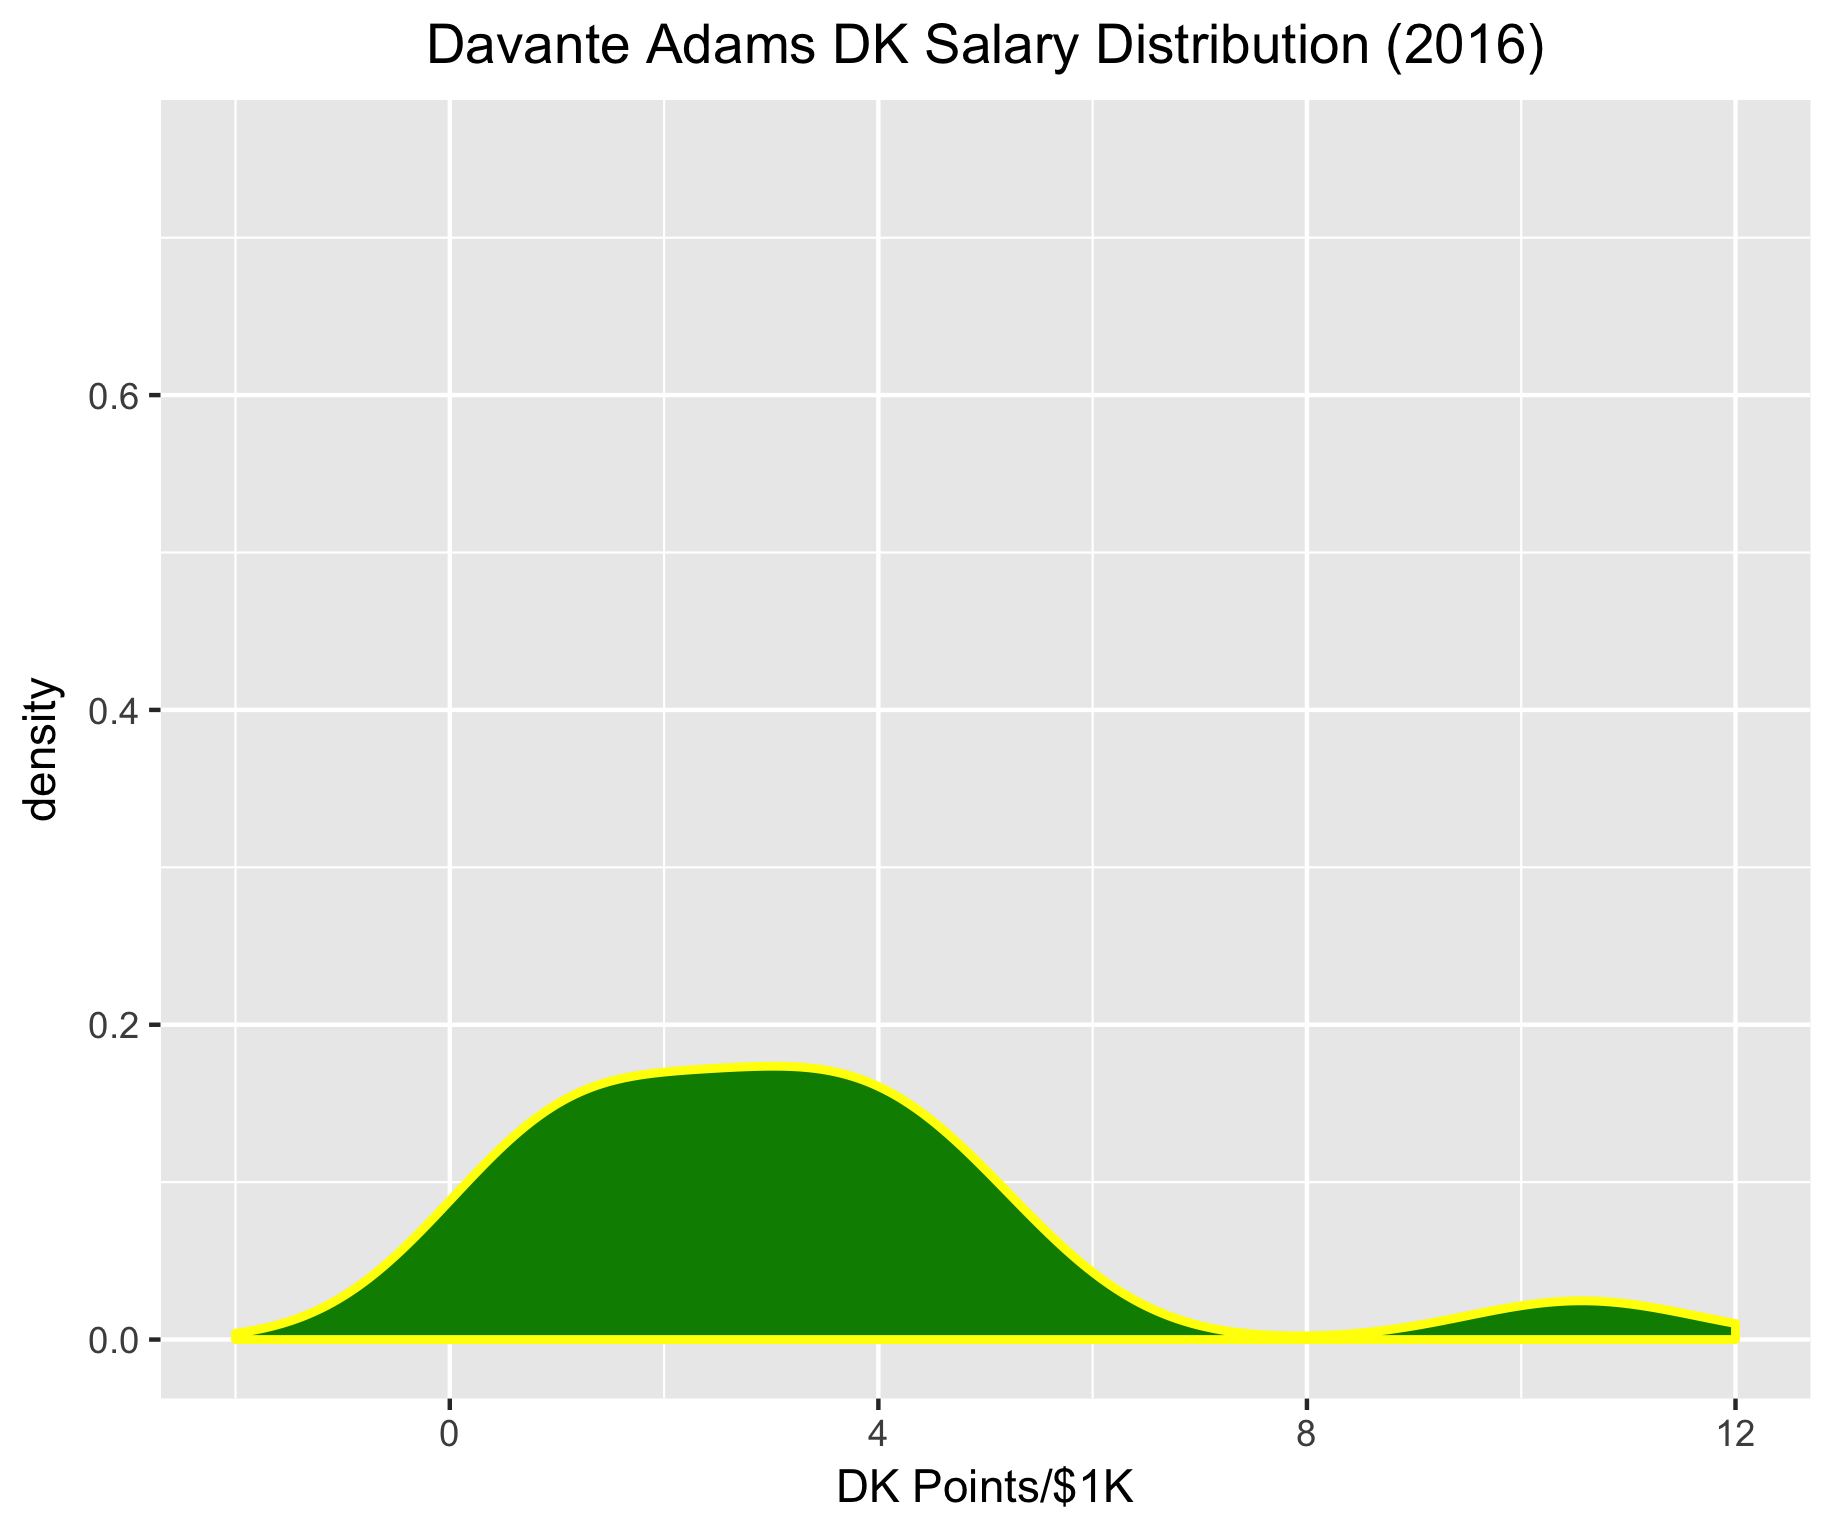 Davante Adams DK Salary Distribution (2016)
0.6
0.4
0.2
0.0
density
0 4 8 12
DK Points/$1K